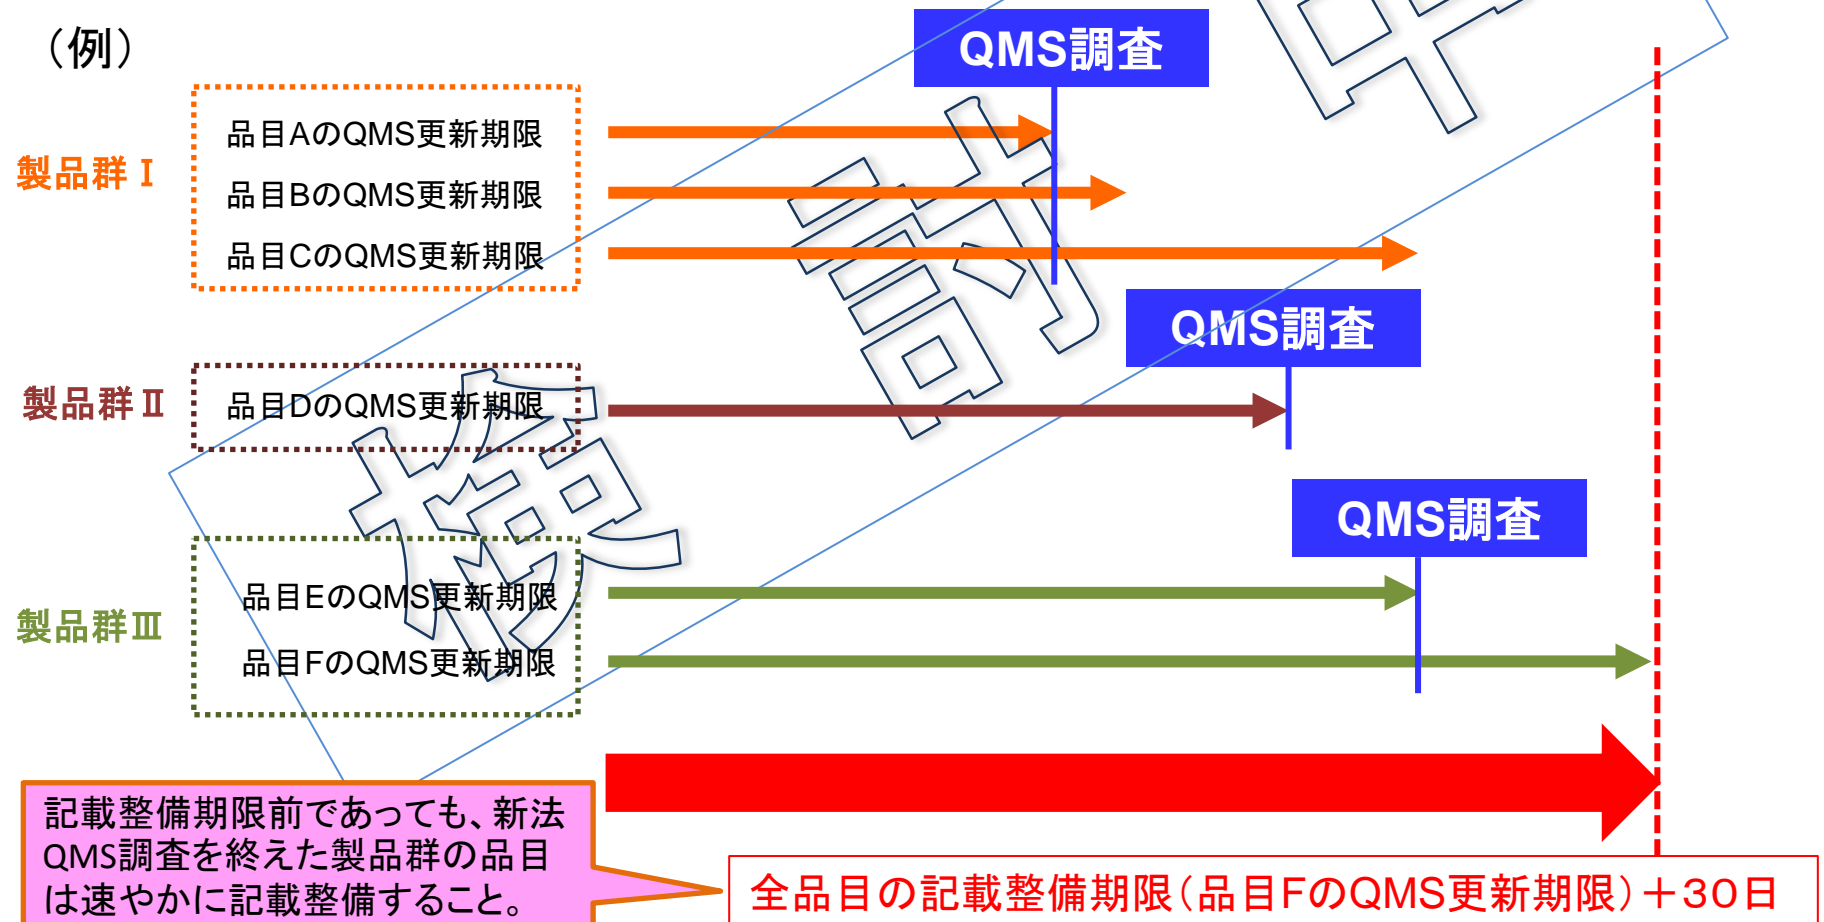 （例）
QMS調査
製品群Ⅰ
品目AのQMS更新期限
品目BのQMS更新期限
品目CのQMS更新期限
QMS調査
製品群Ⅱ
品目DのQMS更新期限
QMS調査
製品群Ⅲ
品目EのQMS更新期限
品目FのQMS更新期限
記載整備期限前であっても、新法
QMS調査を終えた製品群の品目
は速やかに記載整備すること。
全品目の記載整備期限（品目FのQMS更新期限）＋３０日
検討中